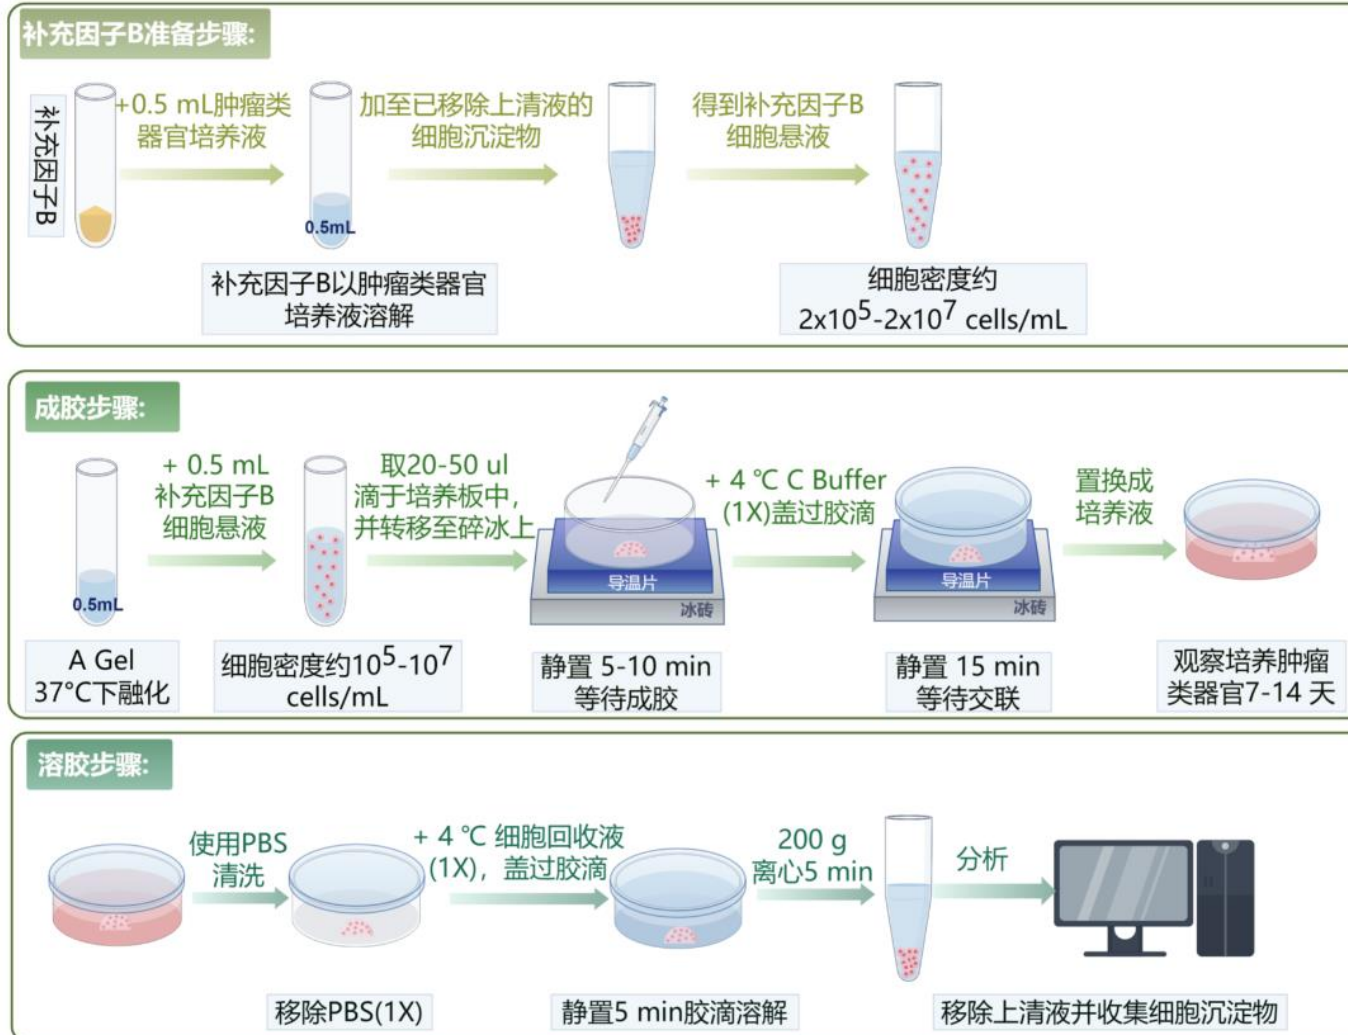 补充因子B准备步骤:
补充因子B
+0.5 mL肿瘤类
器官培养液
0.5mL
补充因子B以肿瘤类器官
培养液溶解
加至已移除上清液的
细胞沉淀物
得到补充因子B
细胞悬液
细胞密度约
2x10⁵-2x10⁷ cells/mL
成胶步骤:
0.5mL
A Gel
37°C下融化
+ 0.5 mL
补充因子B
细胞悬液
细胞密度约10⁵-10⁷
cells/mL
取20-50 ul
滴于培养板中，
并转移至碎冰上
导温片
冰砖
静置 5-10 min
等待成胶
+ 4 ℃ C Buffer
(1X)盖过胶滴
导温片
冰砖
静置 15 min
等待交联
置换成
培养液
观察培养肿瘤
类器官7-14 天
溶胶步骤:
使用PBS
清洗
移除PBS(1X)
+ 4 ℃ 细胞回收液
(1X)，盖过胶滴
静置5 min胶滴溶解
200 g
离心5 min
分析
移除上清液并收集细胞沉淀物